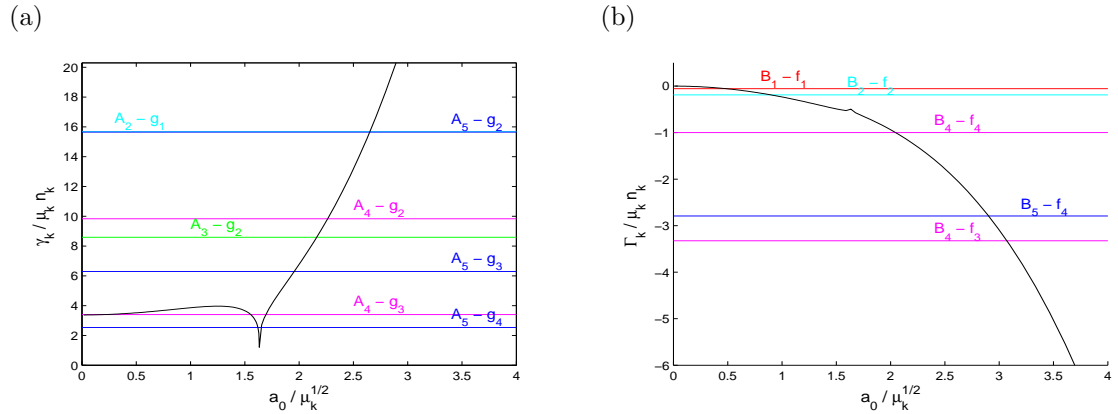 (a)
20
18
16
14
12
10
8
6
4
2
0
γk / μk nk
A2 – g1
A5 – g2
A4 – g2
A3 – g2
A5 – g3
A4 – g3
A5 – g4
0 0.5 1 1.5 2 2.5 3 3.5 4
a0 / μk^1/2
(b)
0
−1
−2
−3
−4
−5
−6
Γk / μk nk
B1 – f1
B2 – f2
B4 – f4
B5 – f4
B4 – f3
0 0.5 1 1.5 2 2.5 3 3.5 4
a0 / μk^1/2